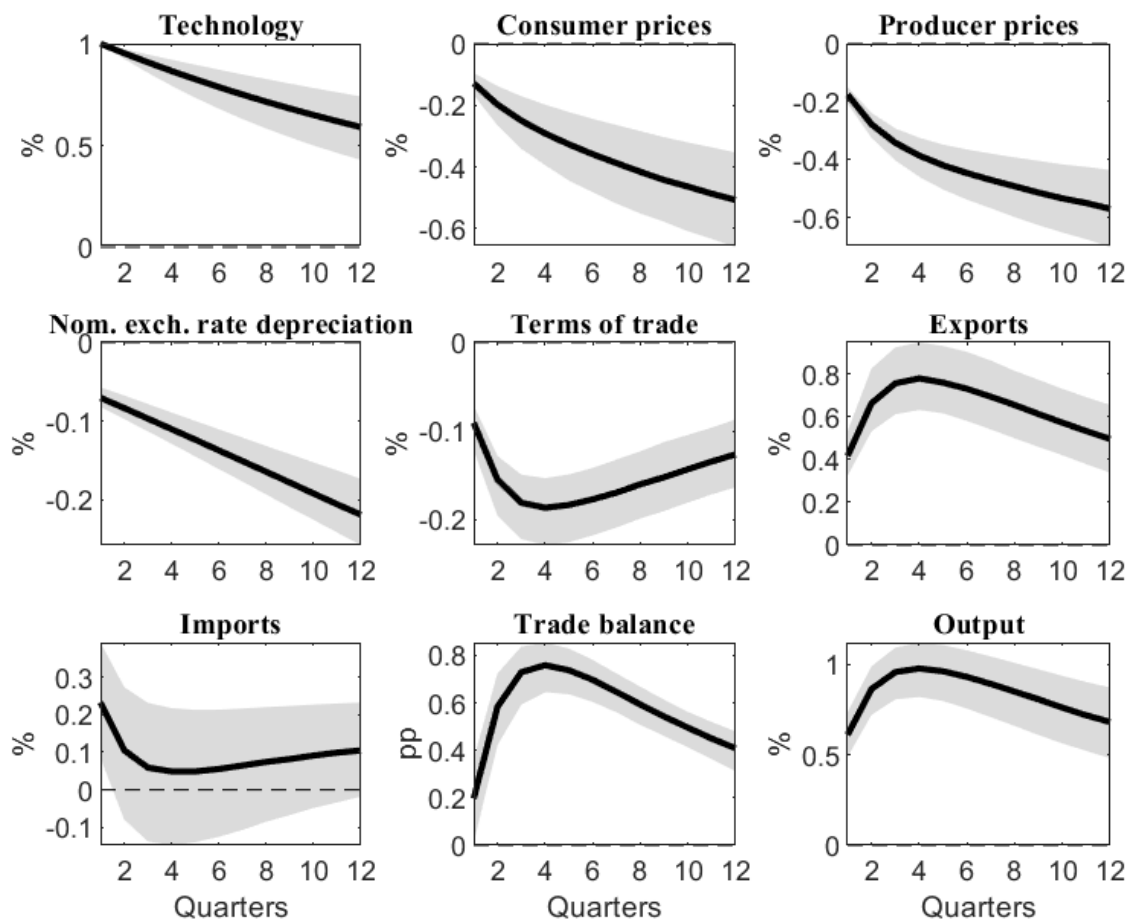 Technology
Consumer prices
Producer prices
%
1
0.5
0
2 4 6 8 10 12
%
0
-0.2
-0.4
-0.6
2 4 6 8 10 12
%
0
-0.2
-0.4
-0.6
2 4 6 8 10 12
Nom. exch. rate depreciation
Terms of trade
Exports
%
0
-0.1
-0.2
2 4 6 8 10 12
%
0
-0.1
-0.2
2 4 6 8 10 12
%
0.8
0.6
0.4
0.2
0
2 4 6 8 10 12
Imports
Trade balance
Output
%
0.3
0.2
0.1
0
-0.1
2 4 6 8 10 12
Quarters
pp
0.8
0.6
0.4
0.2
0
2 4 6 8 10 12
Quarters
%
1
0.5
0
2 4 6 8 10 12
Quarters